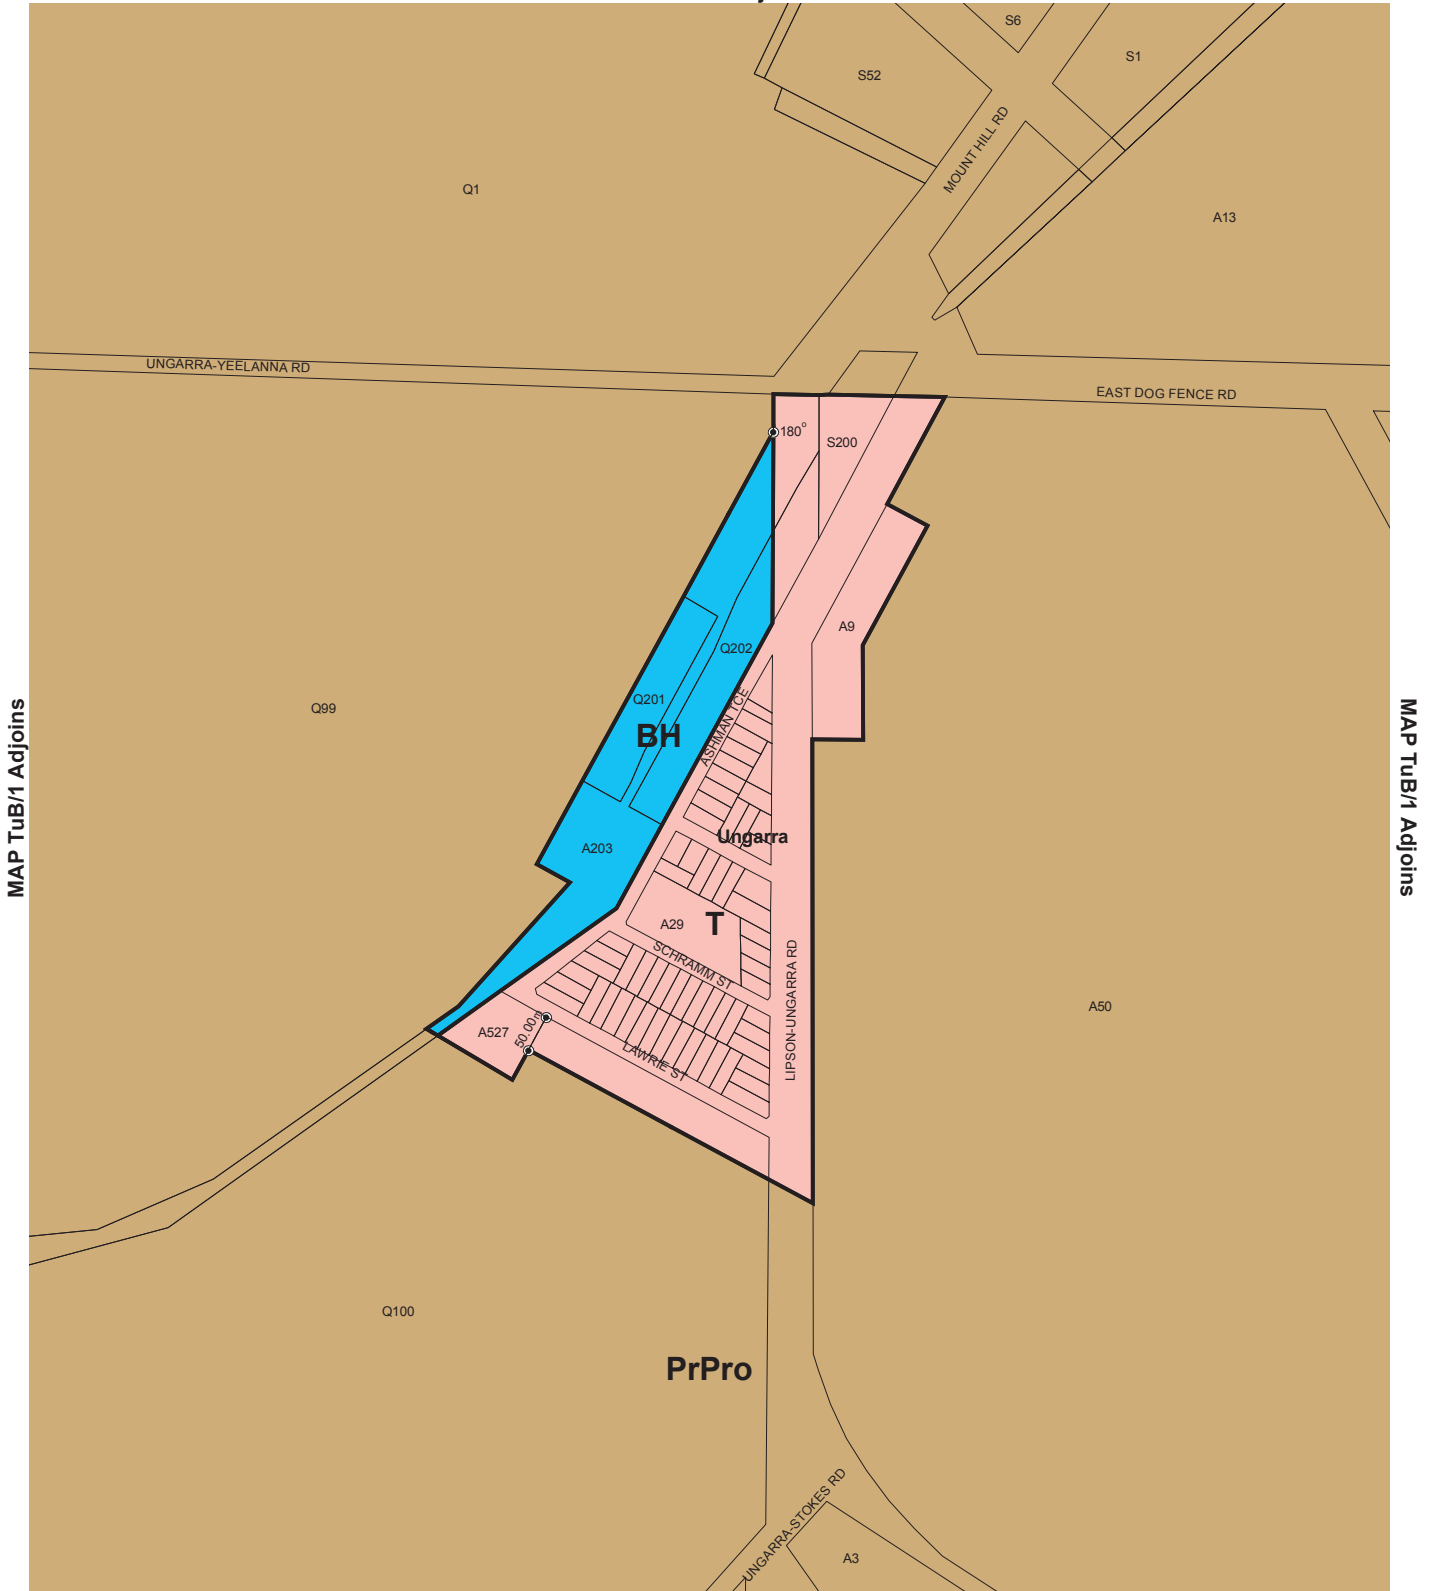 S6
S1
S52
MOUNT HILL RD
Q1
A13
UNGARRA-YEELANNA RD
EAST DOG FENCE RD
180°
S200
A9
Q202
Q201
ASHMAN TCE
Q99
BH
MAP TuB/1 Adjoins
MAP TuB/1 Adjoins
Ungarra
A203
A29
T
SCHRAMM ST
LIPSON-UNGARRA RD
A50
A527
50.00m
LAWRIE ST
Q100
PrPro
UNGARRA-STOKES RD
A3